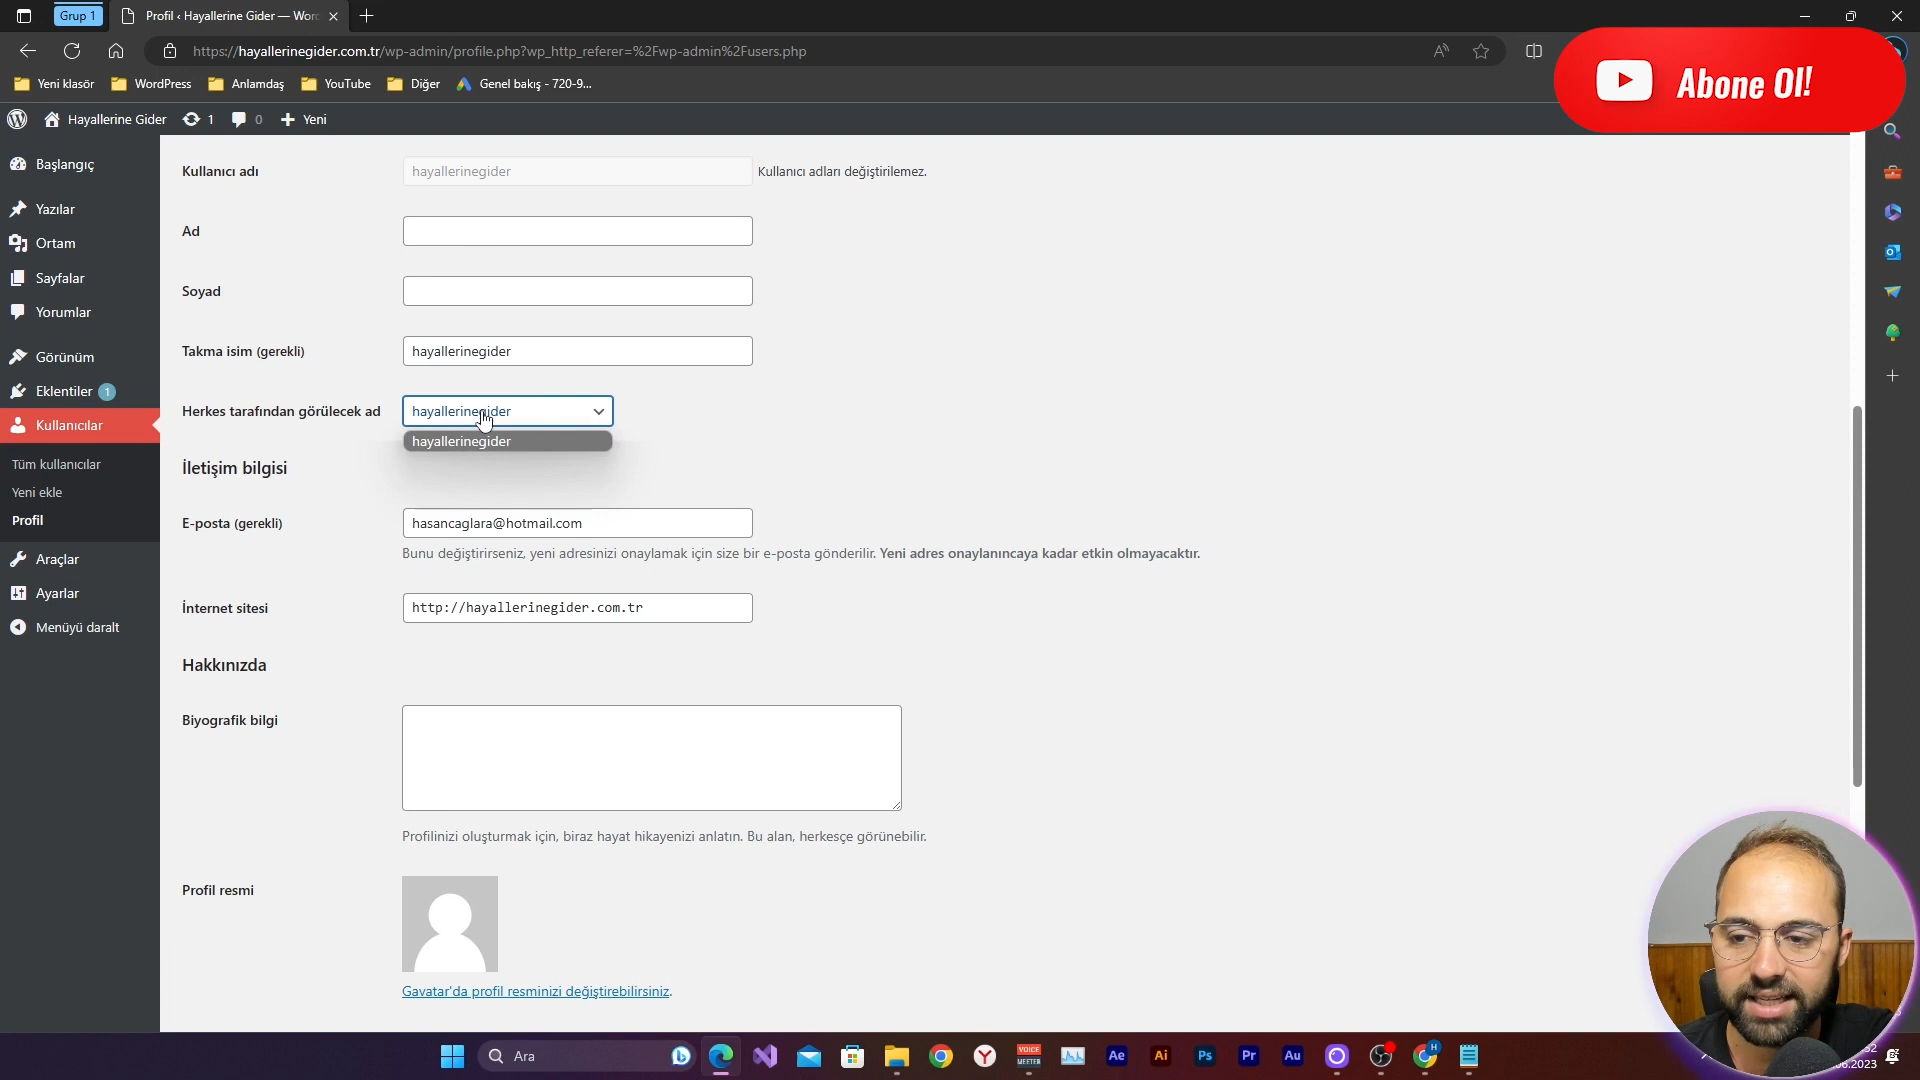 Grup 1
Profil ‹ Hayallerine Gider — Wor
https://hayallerinegider.com.tr/wp-admin/profile.php?wp_http_referer=%2Fwp-admin%2Fusers.php
Yeni klasör
WordPress
Anlamdaş
YouTube
Diğer
Genel bakış - 720-9...
Abone Ol!
Hayallerine Gider
1
0
Yeni
Başlangıç
Yazılar
Ortam
Sayfalar
Yorumlar
Görünüm
Eklentiler 1
Kullanıcılar
Tüm kullanıcılar
Yeni ekle
Profil
Araçlar
Ayarlar
Menüyü daralt
Kullanıcı adı
hayallerinegider
Kullanıcı adları değiştirilemez.
Ad
Soyad
Takma isim (gerekli)
hayallerinegider
Herkes tarafından görülecek ad
hayallerinegider
hayallerinegider
İletişim bilgisi
E-posta (gerekli)
hasancaglara@hotmail.com
Bunu değiştirirseniz, yeni adresinizi onaylamak için size bir e-posta gönderilir. Yeni adres onaylanıncaya kadar etkin olmayacaktır.
İnternet sitesi
http://hayallerinegider.com.tr
Hakkınızda
Biyografik bilgi
Profilinizi oluşturmak için, biraz hayat hikayenizi anlatın. Bu alan, herkesçe görünebilir.
Profil resmi
Gavatar'da profil resminizi değiştirebilirsiniz.
Ara
VOICE
MEETER
Ae
Ai
Ps
Pr
Au
H